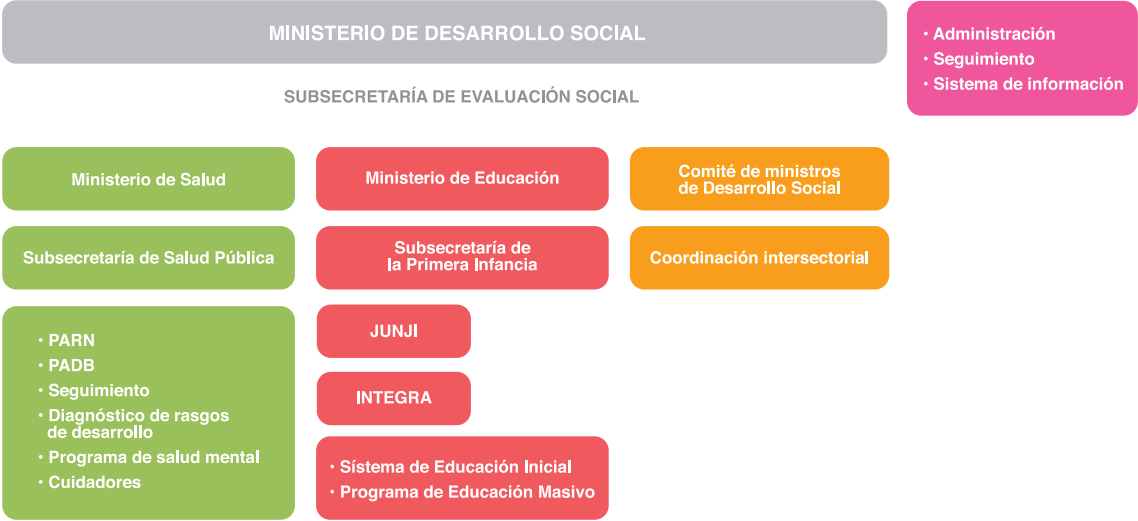 MINISTERIO DE DESARROLLO SOCIAL
SUBSECRETARÍA DE EVALUACIÓN SOCIAL
· Administración
· Seguimiento
· Sistema de información
Ministerio de Salud
Subsecretaría de Salud Pública
· PARN
· PADB
· Seguimiento
· Diagnóstico de rasgos
de desarrollo
· Programa de salud mental
· Cuidadores
Ministerio de Educación
Subsecretaría de
la Primera Infancia
JUNJI
INTEGRA
· Sístema de Educación Inicial
· Programa de Educación Masivo
Comité de ministros
de Desarrollo Social
Coordinación intersectorial